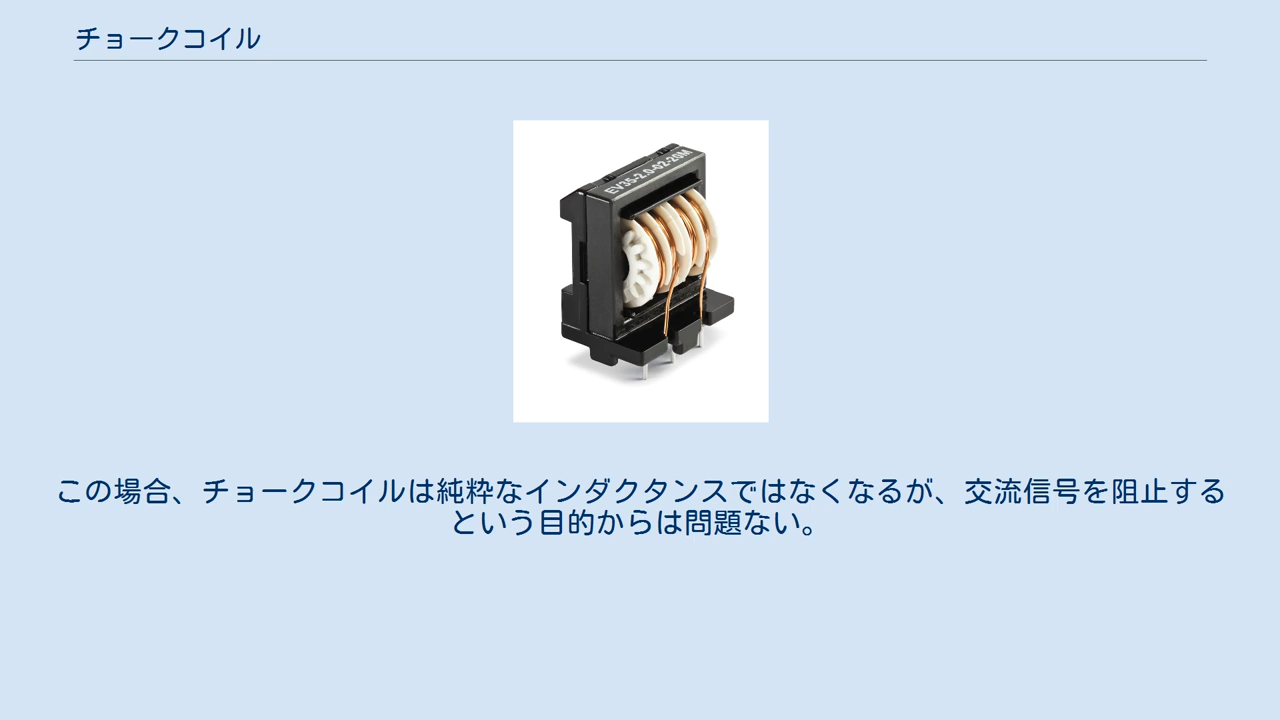 チョークコイル
EV35-2.0-02-20M
この場合、チョークコイルは純粋なインダクタンスではなくなるが、交流信号を阻止する
という目的からは問題ない。